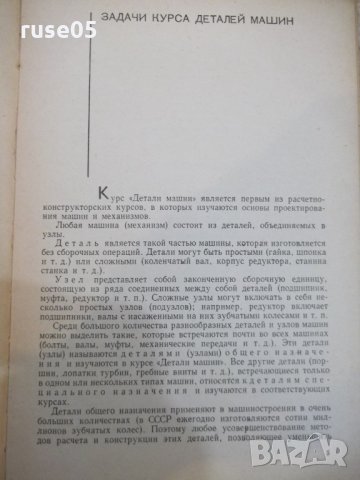 ruse05
ЗАДАЧИ КУРСА ДЕТАЛЕЙ МАШИН
Курс «Детали машин» является первым из расчетно-
конструкторских курсов, в которых изучаются основы проектирова-
ния машин и механизмов.
Любая машина (механизм) состоит из деталей, объединяемых в
узлы.
Деталь является такой частью машины, которая изготовляется
без сборочных операций. Детали могут быть простыми (гайка, шпонка
и т. д.) или сложными (коленчатый вал, корпус редуктора, станина
станка и т. д.).
Узел представляет собой законченную сборочную единицу,
состоящую из ряда соединенных между собой деталей (подшипник,
муфта, редуктор и т. п.). Сложные узлы могут включать в себя не-
сколько простых узлов (подузлов); например, редуктор включает
подшипники, валы с насаженными на них зубчатыми колесами и т. п.
Среди большого количества разнообразных деталей и узлов машин
можно выделить такие, которые встречаются почти во всех машинах
(болты, валы, муфты, механические передачи и т. д.). Эти детали
(узлы) называются деталями (узлами) общего назначе-
ния и изучаются в курсе «Детали машин». Все другие детали (пор-
шни, лопатки турбин, гребные винты и т. д.), встречающиеся только
в одном или нескольких типах машин, относятся к деталям спе-
циального назначения и изучаются в соответствующих
курсах.
Детали общего назначения применяют в машиностроении в очень
больших количествах (в СССР ежегодно изготовляются сотни мил-
лионов зубчатых колес). Поэтому любое усовершенствование мето-
дов расчета и конструкции этих деталей, позволяющее
bazar.bg